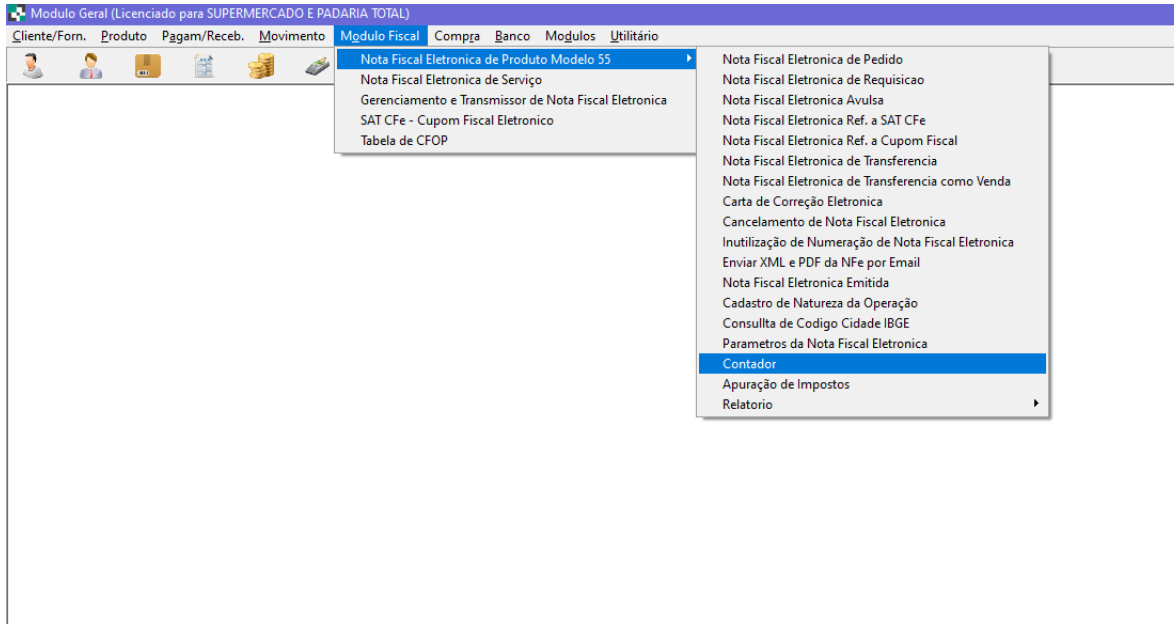 Modulo Geral (Licenciado para SUPERMERCADO E PADARIA TOTAL)
Cliente/Forn. Produto Pagam/Receb. Movimento Modulo Fiscal Compra Banco Modulos Utilitário
Nota Fiscal Eletronica de Produto Modelo 55
Nota Fiscal Eletronica de Serviço
Gerenciamento e Transmissor de Nota Fiscal Eletronica
SAT CFe - Cupom Fiscal Eletronico
Tabela de CFOP
Nota Fiscal Eletronica de Pedido
Nota Fiscal Eletronica de Requisicao
Nota Fiscal Eletronica Avulsa
Nota Fiscal Eletronica Ref. a SAT CFe
Nota Fiscal Eletronica Ref. a Cupom Fiscal
Nota Fiscal Eletronica de Transferencia
Nota Fiscal Eletronica de Transferencia como Venda
Carta de Correção Eletronica
Cancelamento de Nota Fiscal Eletronica
Inutilização de Numeração de Nota Fiscal Eletronica
Enviar XML e PDF da NFe por Email
Nota Fiscal Eletronica Emitida
Cadastro de Natureza da Operação
Consullta de Codigo Cidade IBGE
Parametros da Nota Fiscal Eletronica
Contador
Apuração de Impostos
Relatorio